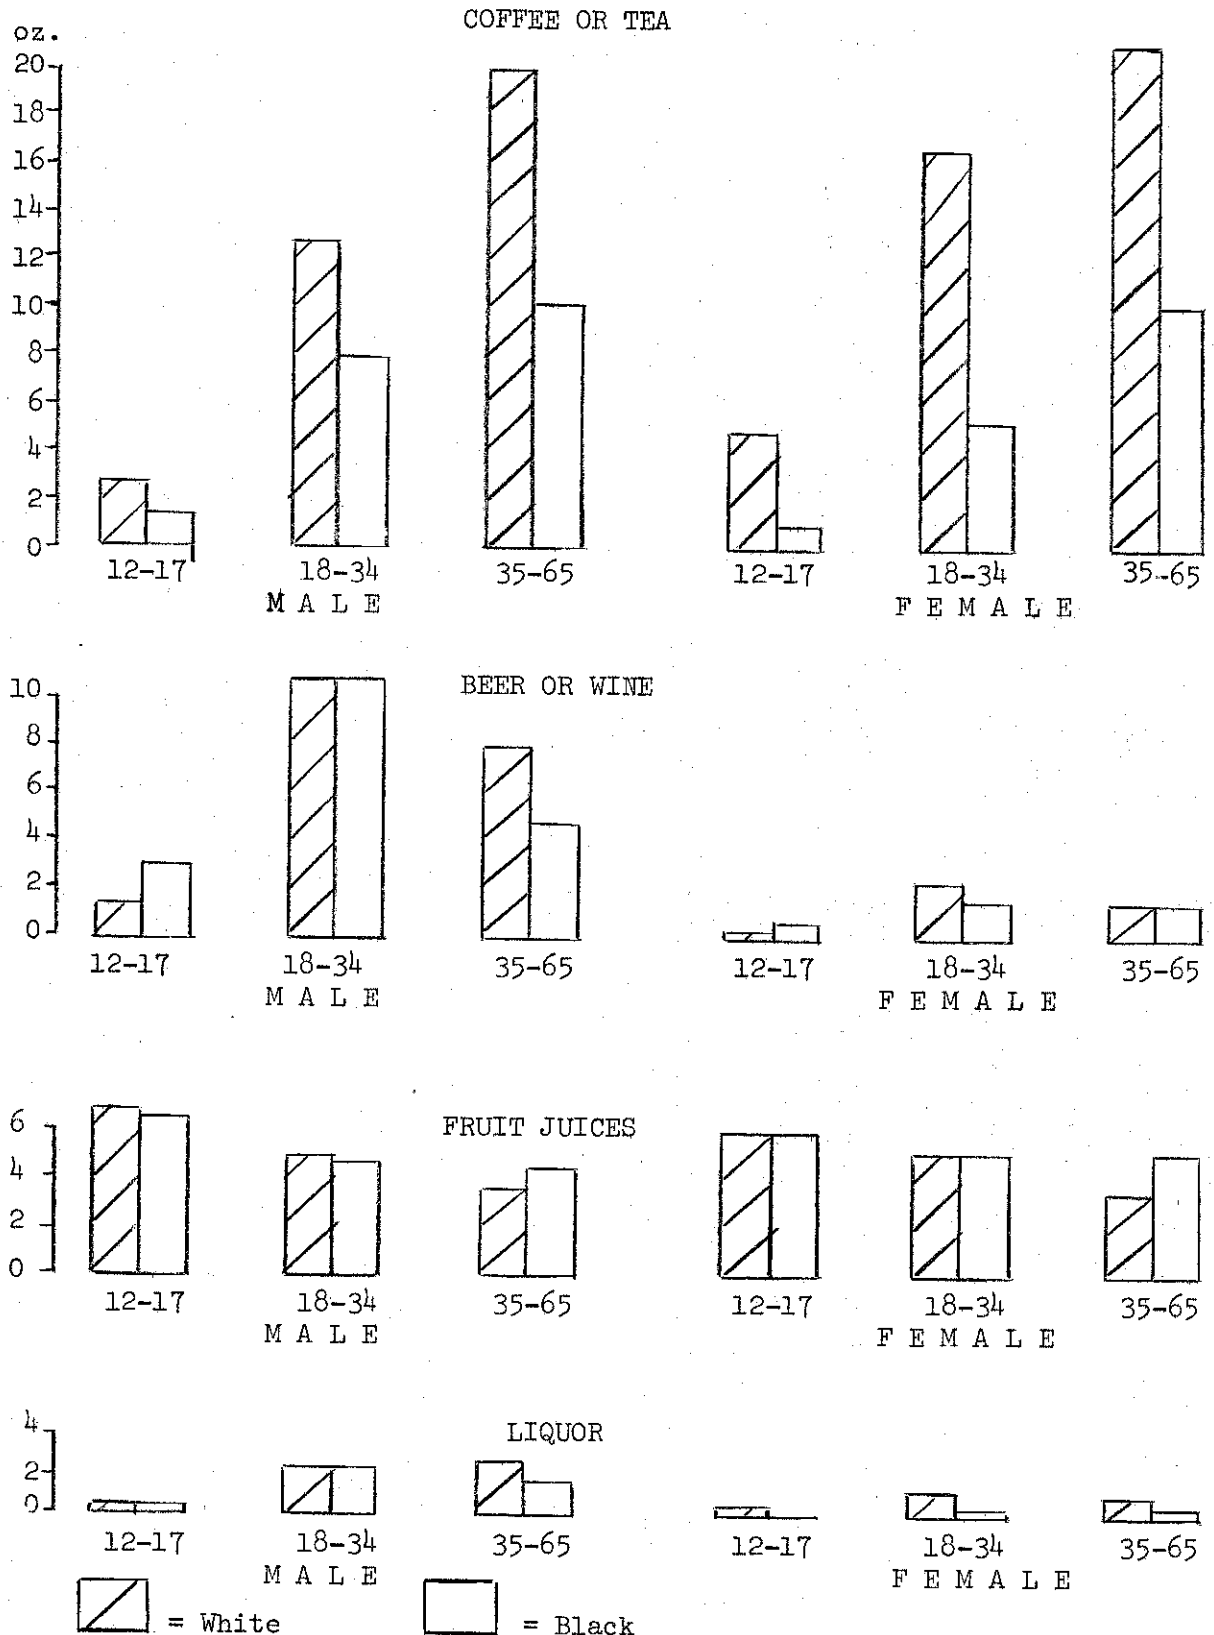 COFFEE OR TEA
oz.
20
18
16
14
12
10
8
6
4
2
0
12-17 18-34 35-65 12-17 18-34 35-65
MALE FEMALE
BEER OR WINE
10
8
6
4
2
0
12-17 18-34 35-65 12-17 18-34 35-65
MALE FEMALE
FRUIT JUICES
6
4
2
0
12-17 18-34 35-65 12-17 18-34 35-65
MALE FEMALE
LIQUOR
4
2
0
12-17 18-34 35-65 12-17 18-34 35-65
MALE FEMALE
= White = Black